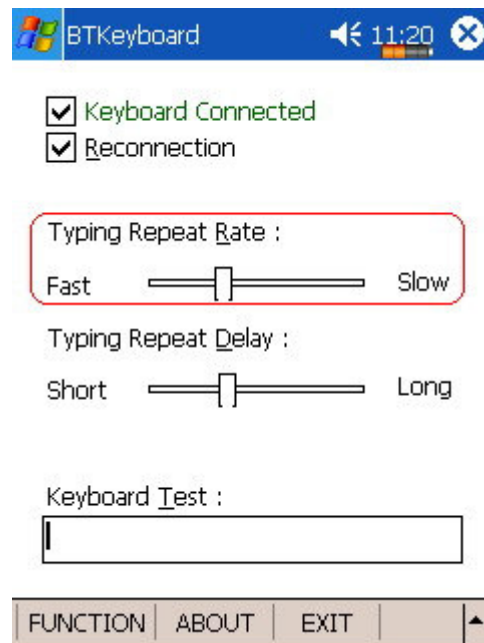 BTKeyboard 11:20
Keyboard Connected
Reconnection
Typing Repeat Rate :
Fast Slow
Typing Repeat Delay :
Short Long
Keyboard Test :
FUNCTION ABOUT EXIT